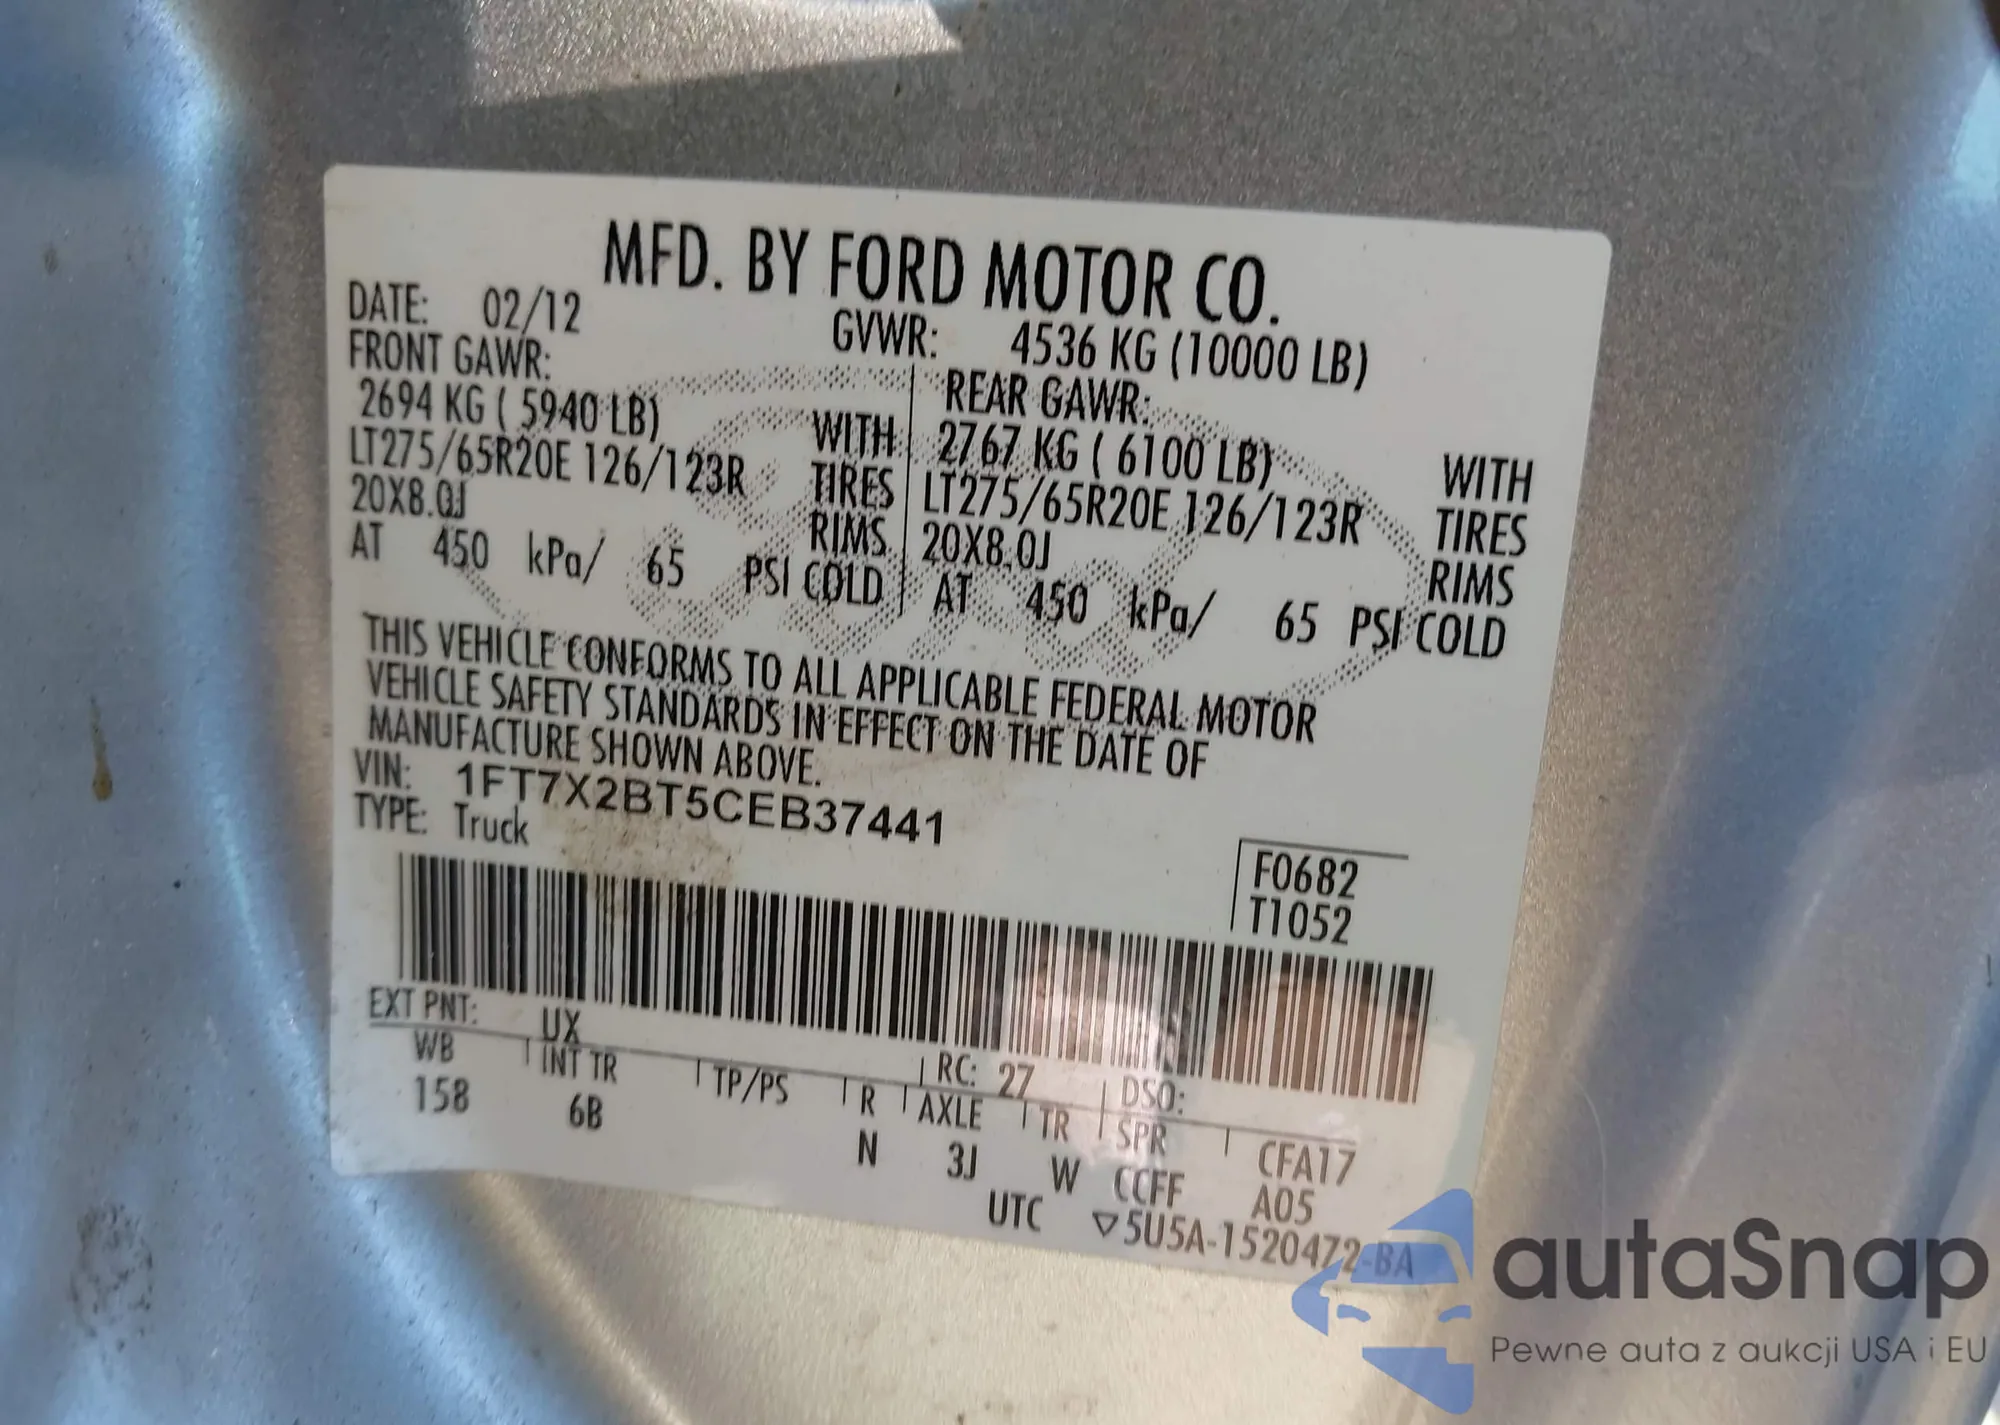 MFD. BY FORD MOTOR CO.
DATE: 02/12 GVWR: 4536 KG (10000 LB)
FRONT GAWR: REAR GAWR:
2694 KG ( 5940 LB) WITH 2767 KG ( 6100 LB) WITH
LT275/65R20E 126/123R TIRES LT275/65R20E 126/123R TIRES
20X8.0J RIMS 20X8.0J RIMS
AT 450 kPa/ 65 PSI COLD AT 450 kPa/ 65 PSI COLD
THIS VEHICLE CONFORMS TO ALL APPLICABLE FEDERAL MOTOR
VEHICLE SAFETY STANDARDS IN EFFECT ON THE DATE OF
MANUFACTURE SHOWN ABOVE.
VIN: 1FT7X2BT5CEB37441
TYPE: Truck
F0682
T1052
EXT PNT: UX RC: 27 DSO:
WB INT TR TP/PS R AXLE TR SPR CFA17
158 6B N 3J W CCFF A05
UTC ▽5U5A-1520472-BA
autaSnap
Pewne auta z aukcji USA i EU